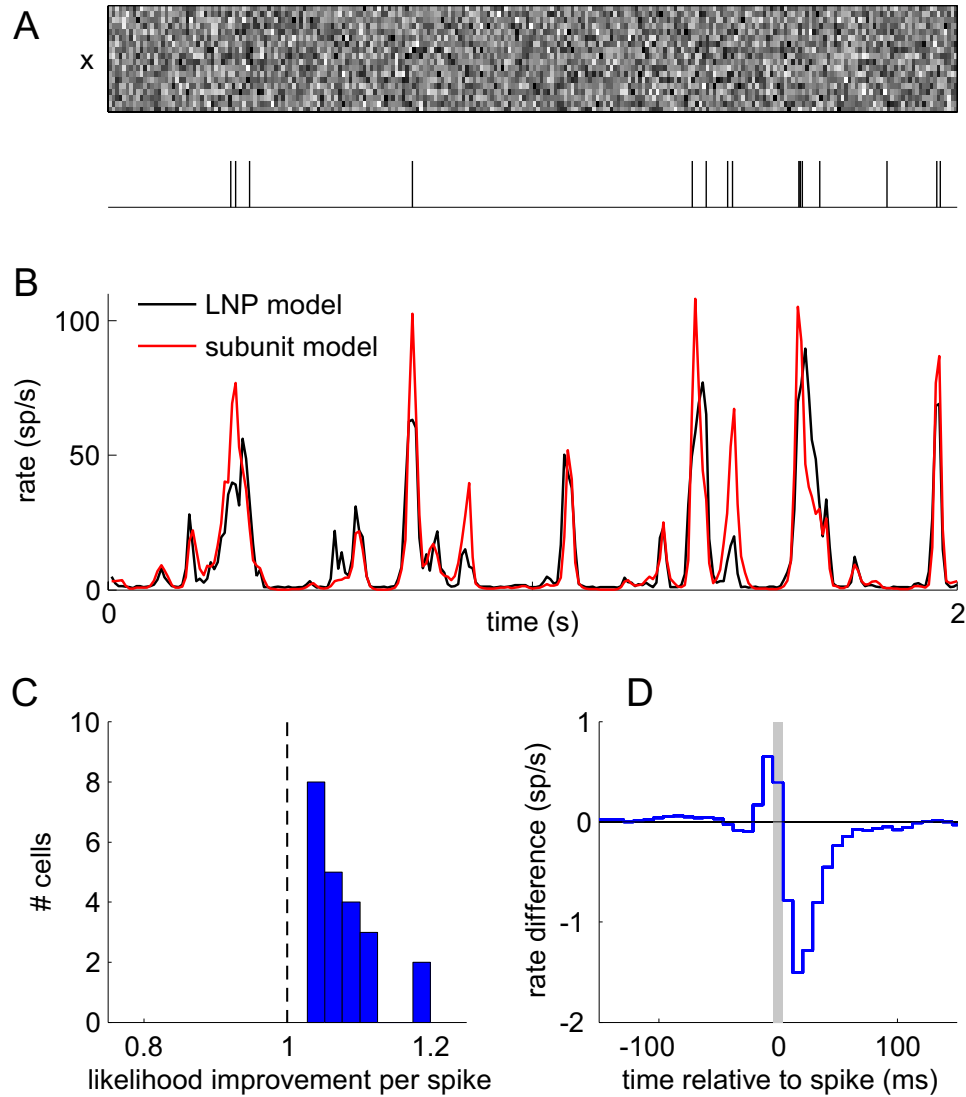 A
x
B
LNP model
subunit model
100
50
0
rate (sp/s)
0
2
time (s)
C
10
8
6
4
2
0
# cells
0.8
1
1.2
likelihood improvement per spike
D
1
0
-1
-2
rate difference (sp/s)
-100
0
100
time relative to spike (ms)